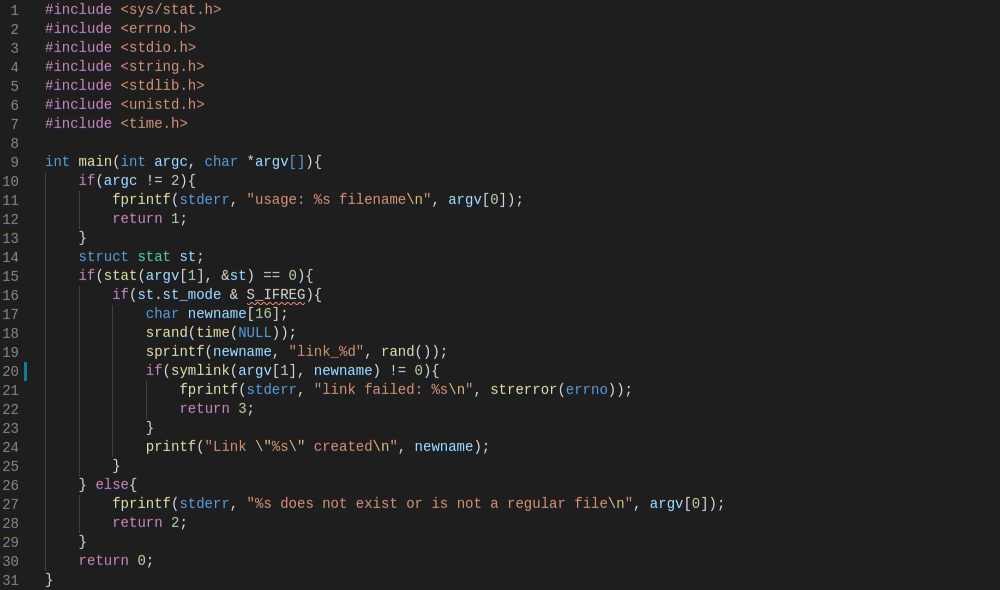 1 #include <sys/stat.h>
2 #include <errno.h>
3 #include <stdio.h>
4 #include <string.h>
5 #include <stdlib.h>
6 #include <unistd.h>
7 #include <time.h>
8
9 int main(int argc, char *argv[]){
10     if(argc != 2){
11         fprintf(stderr, "usage: %s filename\n", argv[0]);
12         return 1;
13     }
14     struct stat st;
15     if(stat(argv[1], &st) == 0){
16         if(st.st_mode & S_IFREG){
17             char newname[16];
18             srand(time(NULL));
19             sprintf(newname, "link_%d", rand());
20             if(symlink(argv[1], newname) != 0){
21                 fprintf(stderr, "link failed: %s\n", strerror(errno));
22                 return 3;
23             }
24             printf("Link \"%s\" created\n", newname);
25         }
26     } else{
27         fprintf(stderr, "%s does not exist or is not a regular file\n", argv[0]);
28         return 2;
29     }
30     return 0;
31 }